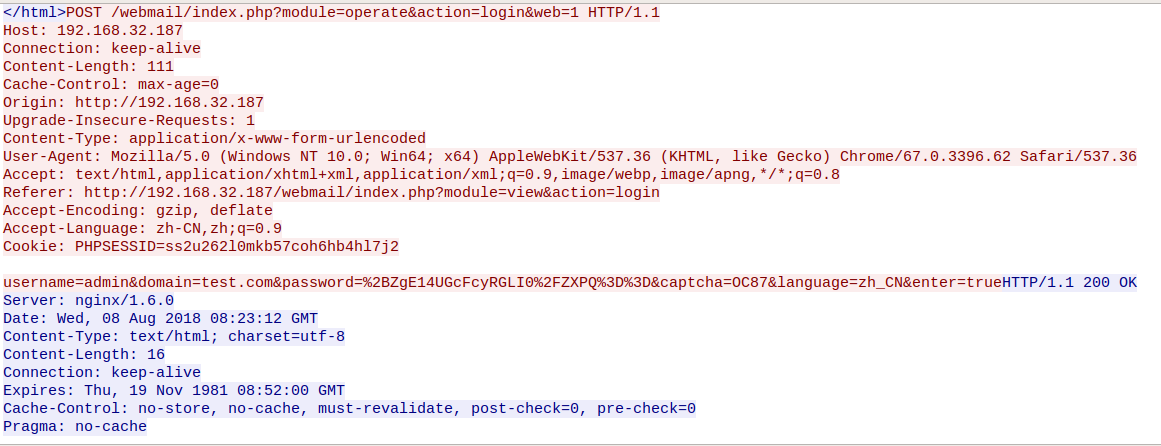 </html>POST /webmail/index.php?module=operate&action=login&web=1 HTTP/1.1
Host: 192.168.32.187
Connection: keep-alive
Content-Length: 111
Cache-Control: max-age=0
Origin: http://192.168.32.187
Upgrade-Insecure-Requests: 1
Content-Type: application/x-www-form-urlencoded
User-Agent: Mozilla/5.0 (Windows NT 10.0; Win64; x64) AppleWebKit/537.36 (KHTML, like Gecko) Chrome/67.0.3396.62 Safari/537.36
Accept: text/html,application/xhtml+xml,application/xml;q=0.9,image/webp,image/apng,*/*;q=0.8
Referer: http://192.168.32.187/webmail/index.php?module=view&action=login
Accept-Encoding: gzip, deflate
Accept-Language: zh-CN,zh;q=0.9
Cookie: PHPSESSID=ss2u262l0mkb57coh6hb4hl7j2
username=admin&domain=test.com&password=%2BZgE14UGcFcyRGLI0%2FZXPQ%3D%3D&captcha=OC87&language=zh_CN&enter=trueHTTP/1.1 200 OK
Server: nginx/1.6.0
Date: Wed, 08 Aug 2018 08:23:12 GMT
Content-Type: text/html; charset=utf-8
Content-Length: 16
Connection: keep-alive
Expires: Thu, 19 Nov 1981 08:52:00 GMT
Cache-Control: no-store, no-cache, must-revalidate, post-check=0, pre-check=0
Pragma: no-cache